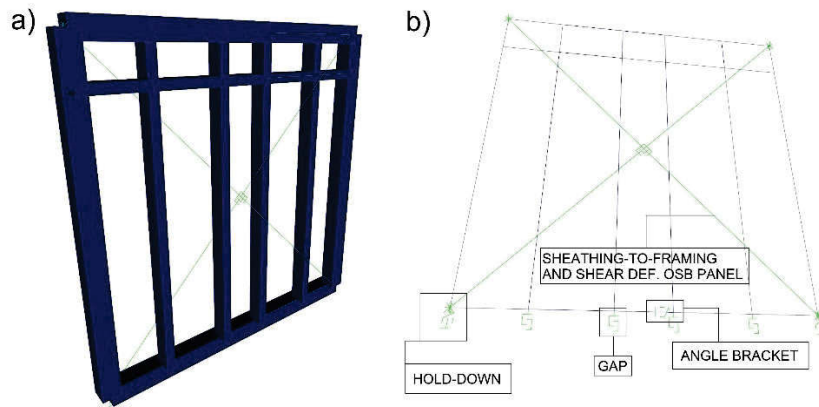 a)
b)
SHEATHING-TO-FRAMING
AND SHEAR DEF. OSB PANEL
HOLD-DOWN
GAP
ANGLE BRACKET